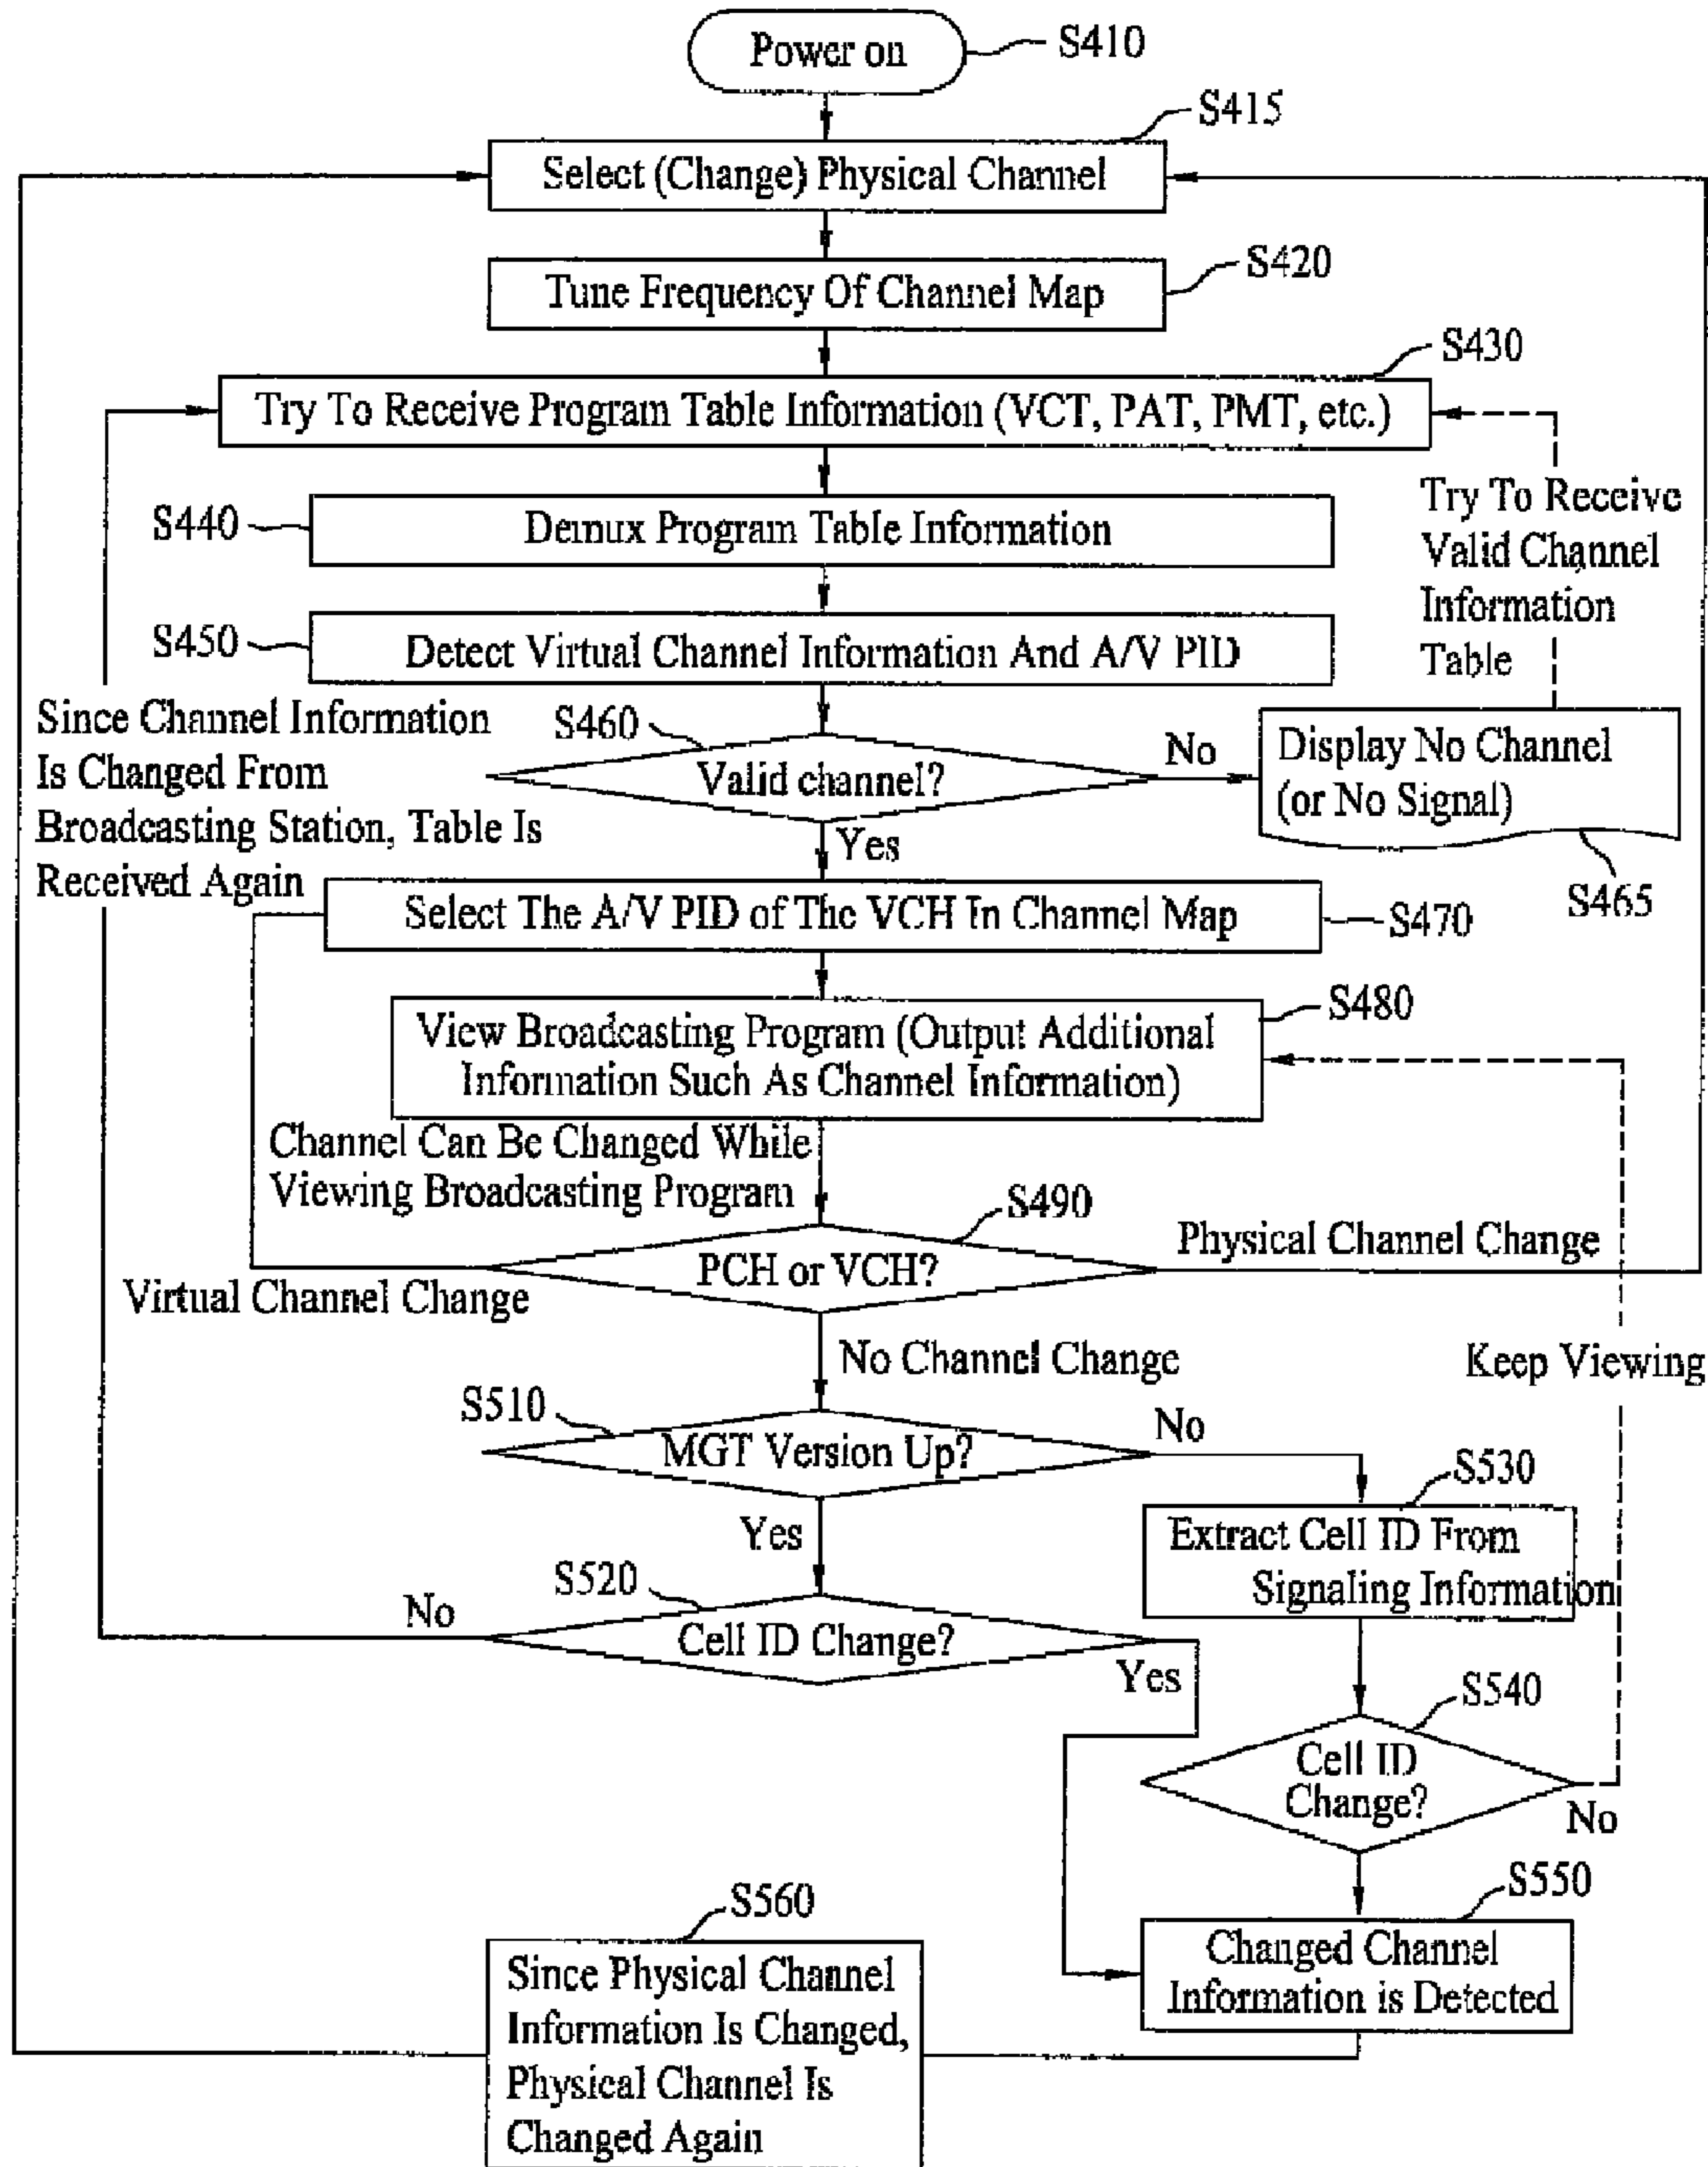 Power on
S410
S415
Select (Change) Physical Channel
S420
Tune Frequency Of Channel Map
S430
Try To Receive Program Table Information (VCT, PAT, PMT, etc.)
Try To Receive
Valid Channel
Information
Table
S440
Demux Program Table Information
S450
Detect Virtual Channel Information And A/V PID
Since Channel Information
Is Changed From
Broadcasting Station, Table Is
Received Again
S460
Valid channel?
No
Display No Channel
(or No Signal)
S465
Yes
Select The A/V PID of The VCH In Channel Map
S470
S480
View Broadcasting Program (Output Additional
Information Such As Channel Information)
Channel Can Be Changed While
Viewing Broadcasting Program
S490
PCH or VCH?
Physical Channel Change
Virtual Channel Change
No Channel Change
Keep Viewing
S510
MGT Version Up?
No
Yes
S530
Extract Cell ID From
Signaling Information
S520
No
Cell ID Change?
Yes
S540
Cell ID
Change?
No
S550
Changed Channel
Information is Detected
S560
Since Physical Channel
Information Is Changed,
Physical Channel Is
Changed Again